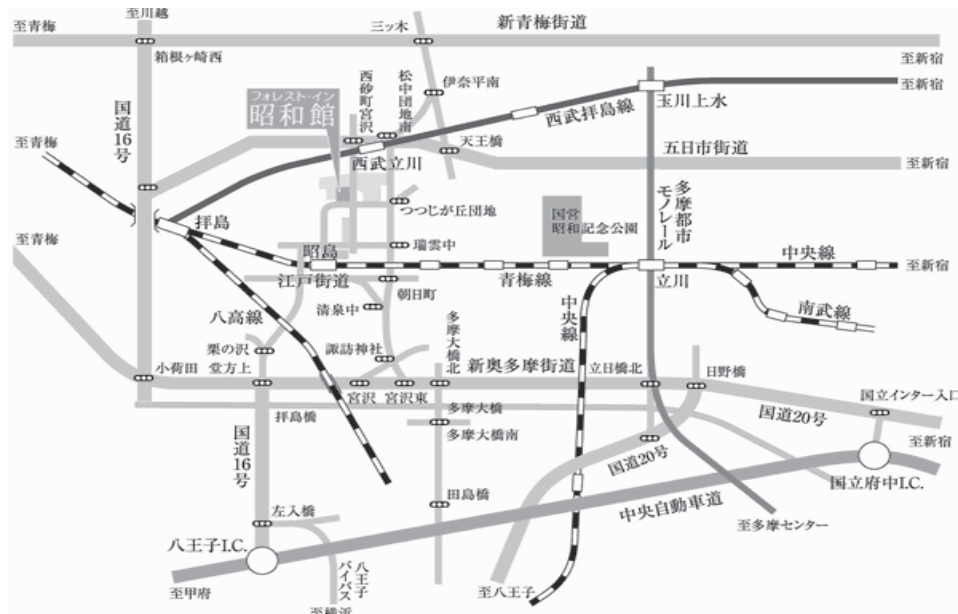 至川越
至青梅
三ッ木
新青梅街道
箱根ヶ崎西
至新宿
伊奈平南
西砂町宮沢
松中団地南
フォレスト・イン
昭和館
国道16号
至新宿
玉川上水
西武拝島線
天王橋
五日市街道
至青梅
西武立川
至新宿
多摩都市
モノレール
つつじが丘団地
国営
昭和記念公園
拝島
至青梅
瑞雲中
昭島
中央線
江戸街道
青梅線
立川
至新宿
朝日町
清泉中
中央線
南武線
八高線
多摩大橋北
栗の沢
諏訪神社
小荷田
堂方上
新奥多摩街道
立日橋北
日野橋
宮沢
宮沢東
国立インター入口
拝島橋
多摩大橋
国道20号
多摩大橋南
国道16号
至新宿
国道20号
国立府中I.C.
田島橋
中央自動車道
左入橋
至多摩センター
八王子I.C.
八王子
バイパス
至甲府
至八王子
至横浜